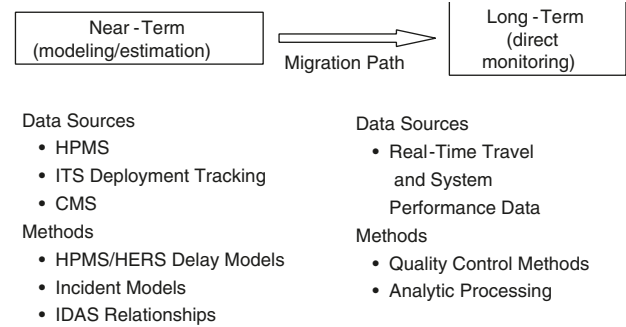 Near - Term
(modeling/estimation)
Migration Path
Long - Term
(direct
monitoring)
Data Sources
• HPMS
• ITS Deployment Tracking
• CMS
Methods
• HPMS/HERS Delay Models
• Incident Models
• IDAS Relationships
Data Sources
• Real-Time Travel
and System
Performance Data
Methods
• Quality Control Methods
• Analytic Processing